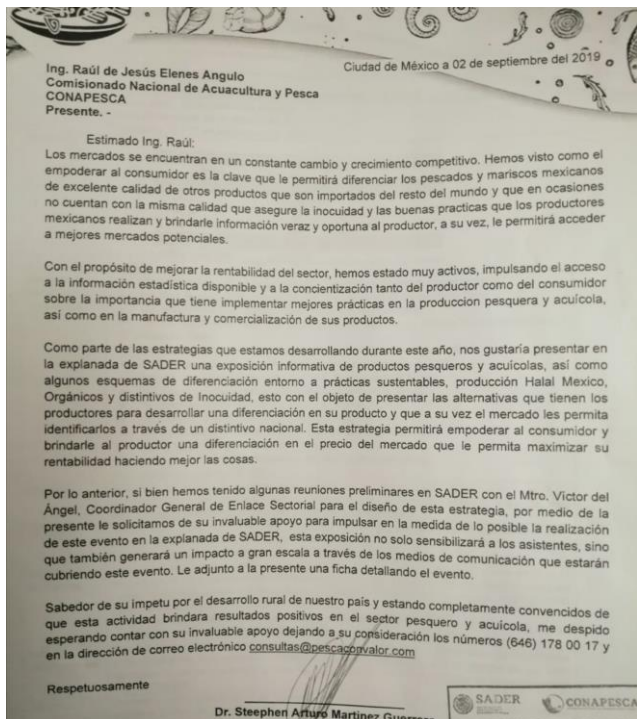 Ciudad de México a 02 de septiembre del 2019
Ing. Raúl de Jesús Elenes Angulo
Comisionado Nacional de Acuacultura y Pesca
CONAPESCA
Presente. -
Estimado Ing. Raúl:
Los mercados se encuentran en un constante cambio y crecimiento competitivo. Hemos visto como el
empoderar al consumidor es la clave que le permitirá diferenciar los pescados y mariscos mexicanos
de excelente calidad de otros productos que son importados del resto del mundo y que en ocasiones
no cuentan con la misma calidad que asegure la inocuidad y las buenas practicas que los productores
mexicanos realizan y brindarle información veraz y oportuna al productor, a su vez, le permitirá acceder
a mejores mercados potenciales.
Con el propósito de mejorar la rentabilidad del sector, hemos estado muy activos, impulsando el acceso
a la información estadística disponible y a la concientización tanto del productor como del consumidor
sobre la importancia que tiene implementar mejores prácticas en la produccion pesquera y acuícola,
así como en la manufactura y comercialización de sus productos.
Como parte de las estrategias que estamos desarrollando durante este año, nos gustaría presentar en
la explanada de SADER una exposición informativa de productos pesqueros y acuícolas, así como
algunos esquemas de diferenciación entorno a prácticas sustentables, producción Halal Mexico,
Orgánicos y distintivos de Inocuidad, esto con el objeto de presentar las alternativas que tienen los
productores para desarrollar una diferenciación en su producto y que a su vez el mercado les permita
identificarlos a través de un distintivo nacional. Esta estrategia permitirá empoderar al consumidor y
brindarle al productor una diferenciación en el precio del mercado que le permita maximizar su
rentabilidad haciendo mejor las cosas.
Por lo anterior, si bien hemos tenido algunas reuniones preliminares en SADER con el Mtro. Victor del
Ángel, Coordinador General de Enlace Sectorial para el diseño de esta estrategia, por medio de la
presente le solicitamos de su invaluable apoyo para impulsar en la medida de lo posible la realización
de este evento en la explanada de SADER, esta exposición no solo sensibilizará a los asistentes, sino
que también generará un impacto a gran escala a través de los medios de comunicación que estarán
cubriendo este evento. Le adjunto a la presente una ficha detallando el evento.
Sabedor de su impetu por el desarrollo rural de nuestro país y estando completamente convencidos de
que esta actividad brindara resultados positivos en el sector pesquero y acuícola, me despido
esperando contar con su invaluable apoyo dejando a su consideración los números (646) 178 00 17 y
en la dirección de correo electrónico consultas@pescaconvalor.com
Respetuosamente
Dr. Steephen Arturo Martinez
SADER CONAPESCA